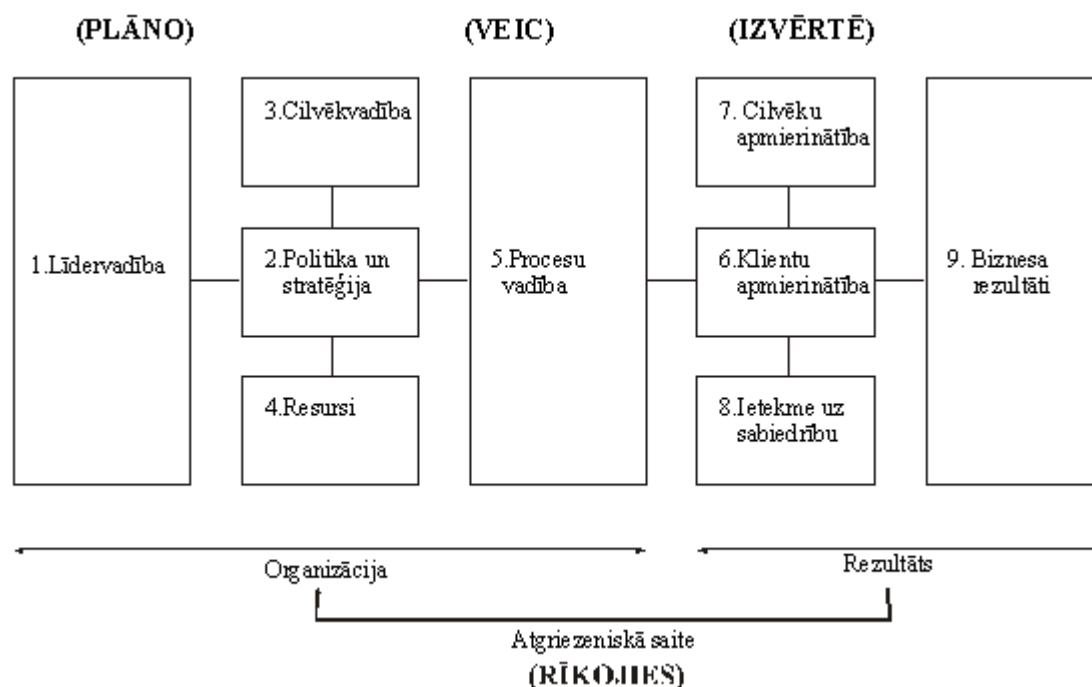 (PLĀNO) (VEIC) (IZVĒRTĒ)
1.Līdervadība
3.Cilvēkvadība
2.Politika un
stratēģija
4.Resursi
5.Procesu
vadība
7. Cilvēku
apmierinātība
6.Klientu
apmierinātība
8.Ietekme uz
sabiedrību
9. Biznesa
rezultāti
Organizācija
Rezultāts
Atgriezeniskā saite
(RĪKOJIES)